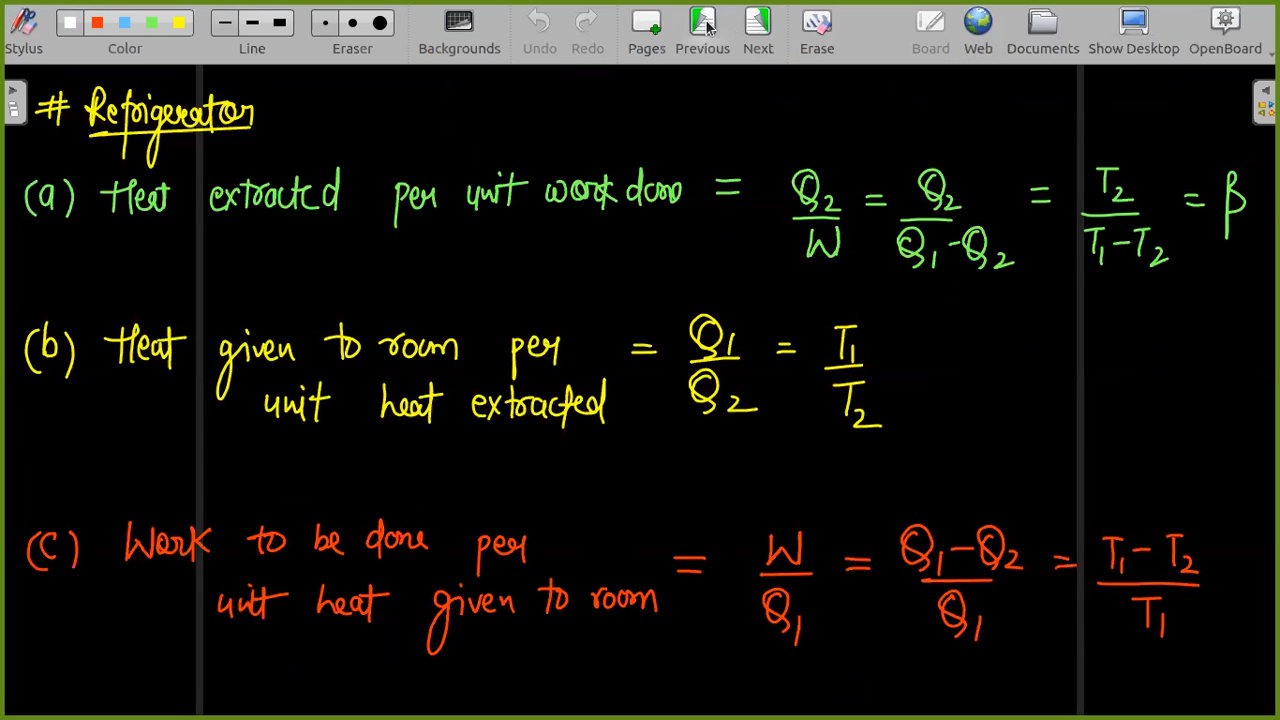 Stylus Color Line Eraser Backgrounds Undo Redo Pages Previous Next Erase Board Web Documents Show Desktop OpenBoard
# Refrigerator
(a) Heat extracted per unit work done = Q₂/W = Q₂/(Q₁-Q₂) = T₂/(T₁-T₂) = β
(b) Heat given to room per
unit heat extracted = Q₁/Q₂ = T₁/T₂
(c) Work to be done per
unit heat given to room = W/Q₁ = (Q₁-Q₂)/Q₁ = (T₁-T₂)/T₁